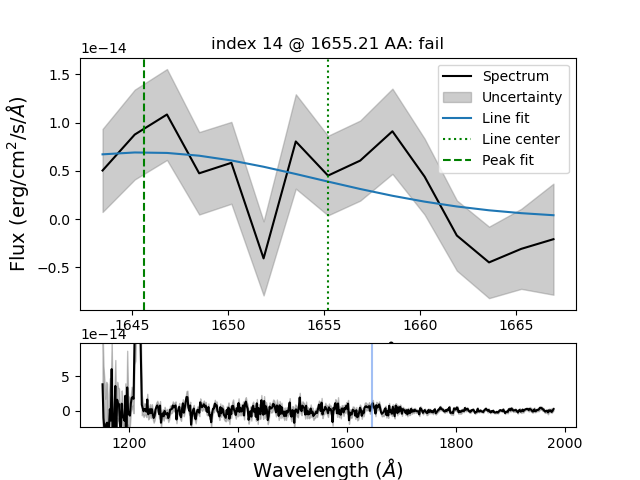 index 14 @ 1655.21 AA: fail
1e−14
1.5
1.0
0.5
0.0
−0.5
Flux (erg/cm²/s/Å)
Spectrum
Uncertainty
Line fit
Line center
Peak fit
1645 1650 1655 1660 1665
1e−14
5
0
1200 1400 1600 1800 2000
Wavelength (Å)